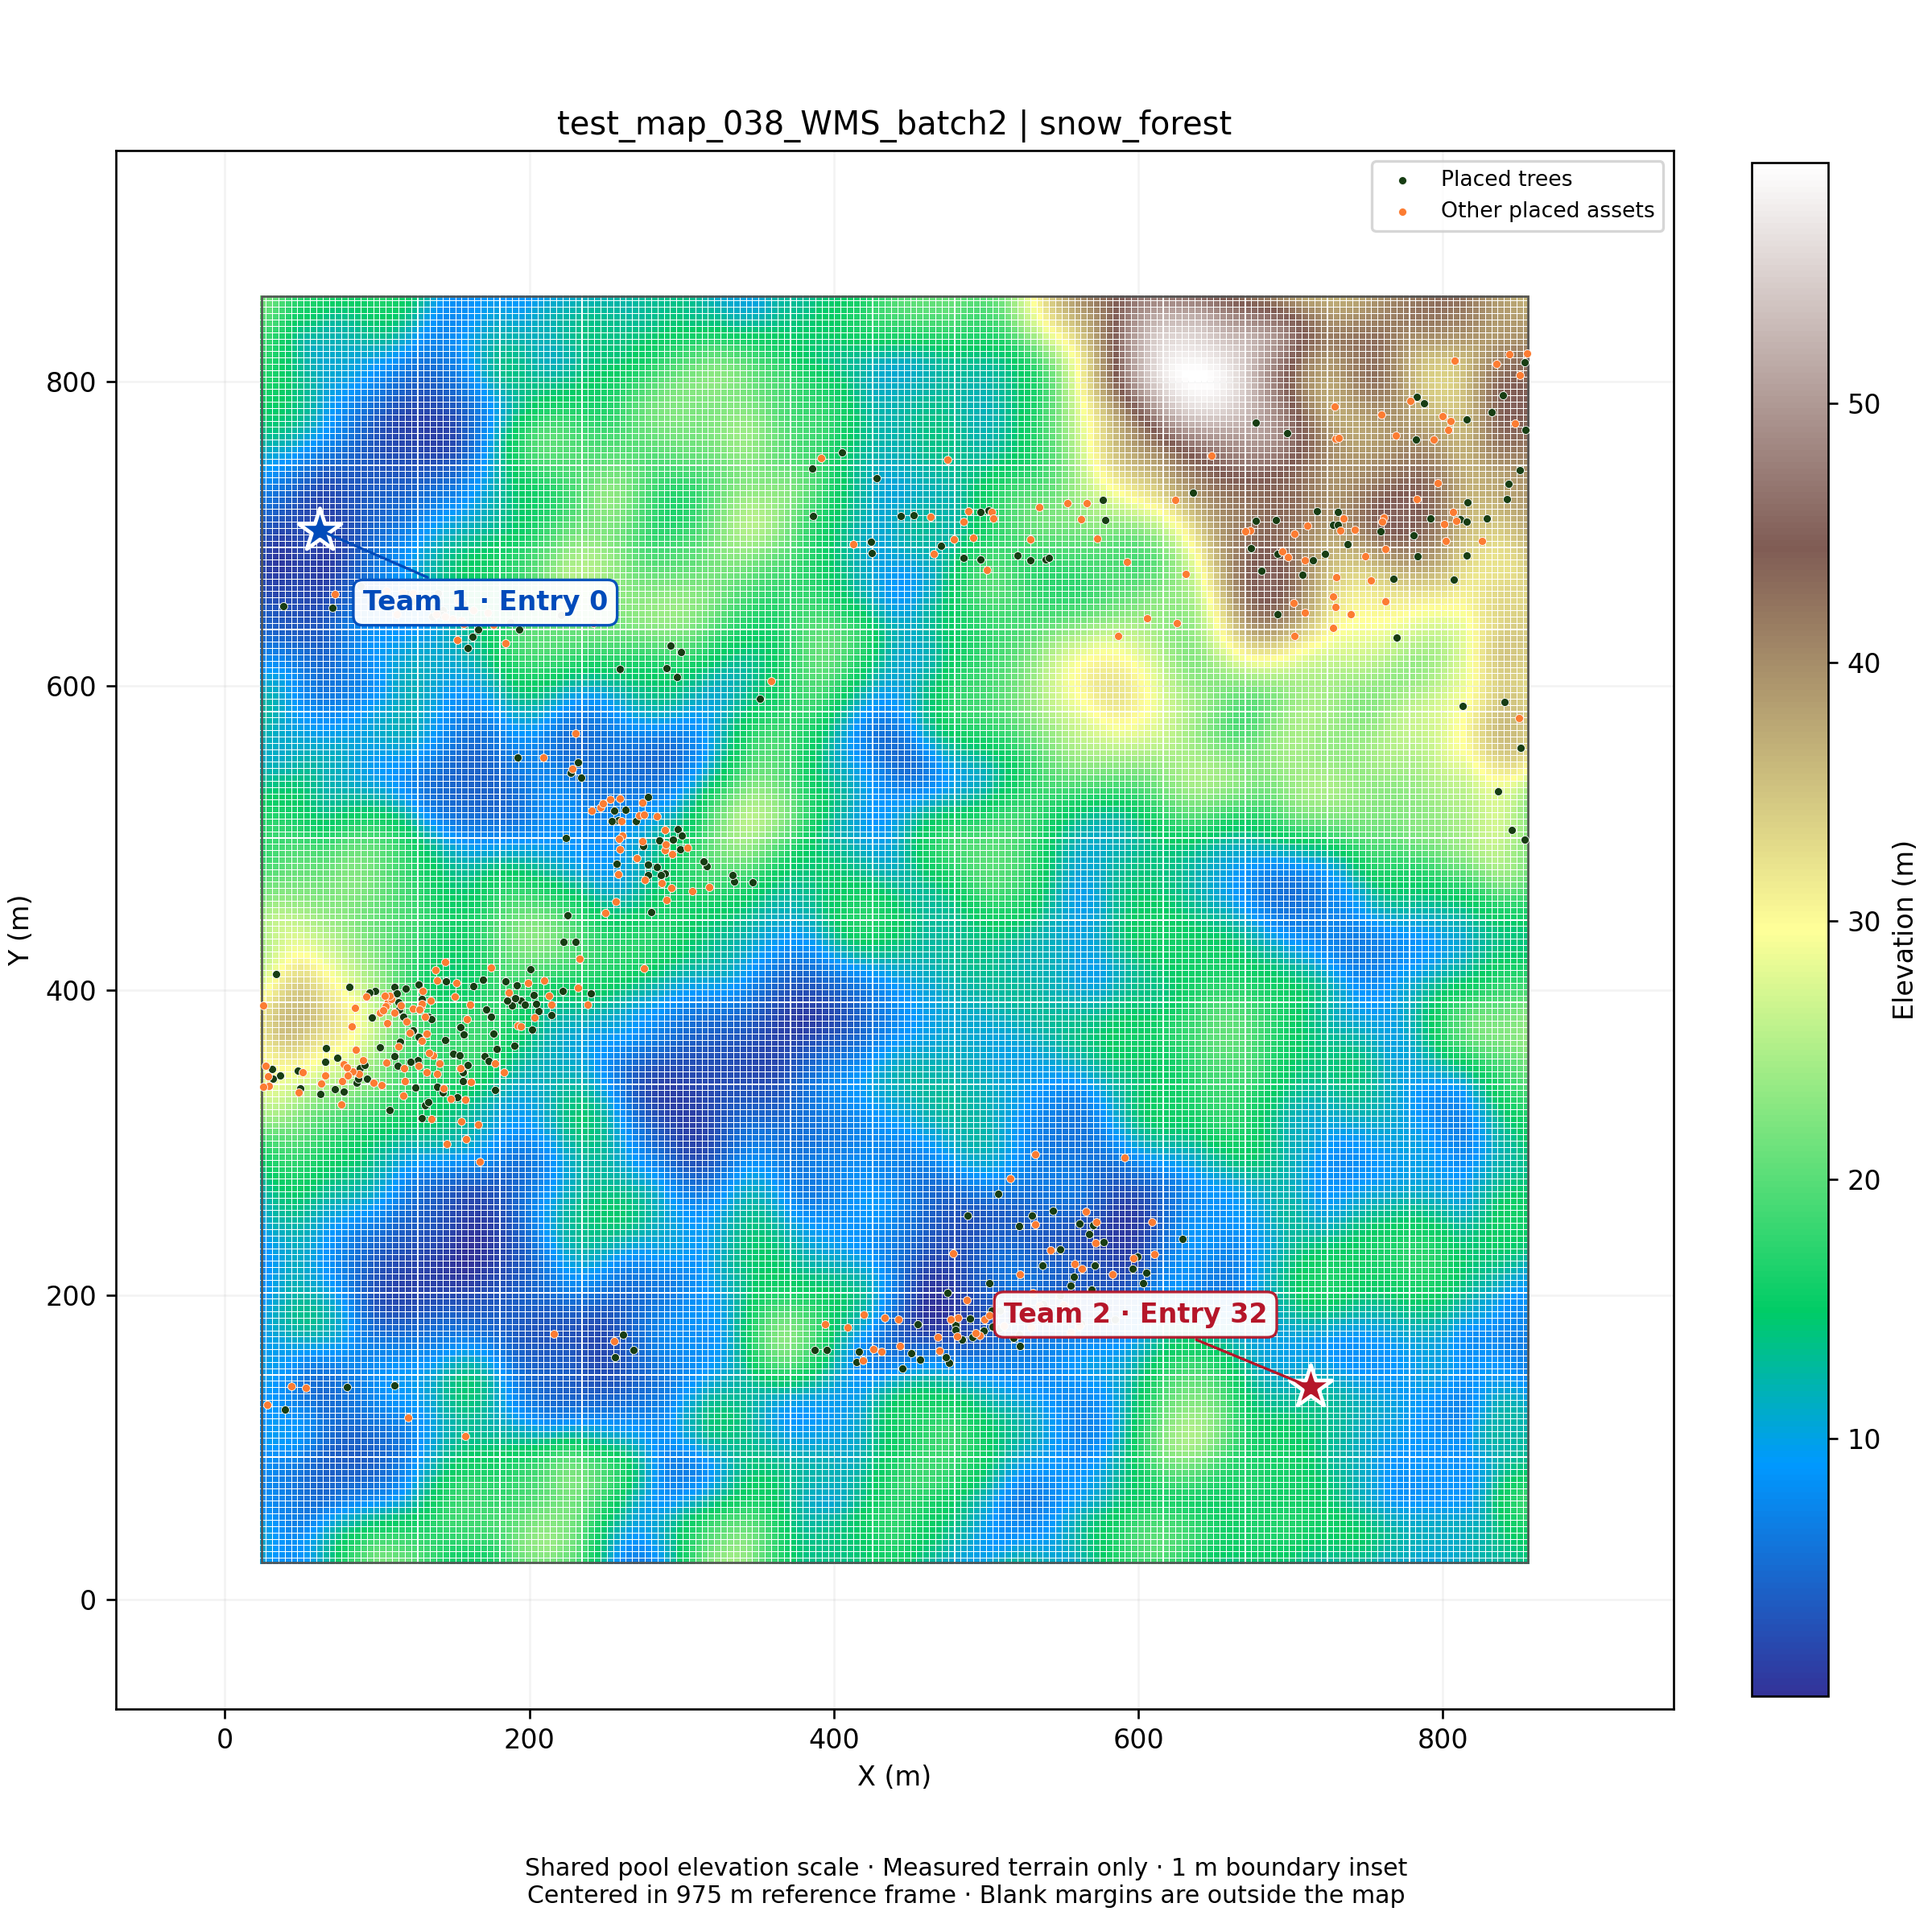 test_map_038_WMS_batch2 | snow_forest
Placed trees
Other placed assets
800
600
400
200
0
Y (m)
Team 1 · Entry 0
Team 2 · Entry 32
0 200 400 600 800
X (m)
50
40
30
20
10
Elevation (m)
Shared pool elevation scale · Measured terrain only · 1 m boundary inset
Centered in 975 m reference frame · Blank margins are outside the map